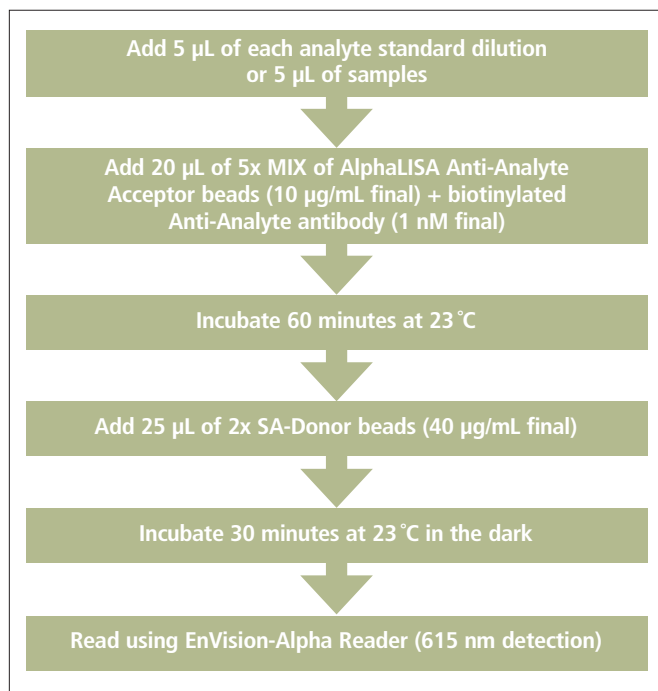 Add 5 µL of each analyte standard dilution
or 5 µL of samples
Add 20 µL of 5x MIX of AlphaLISA Anti-Analyte
Acceptor beads (10 µg/mL final) + biotinylated
Anti-Analyte antibody (1 nM final)
Incubate 60 minutes at 23˚C
Add 25 µL of 2x SA-Donor beads (40 µg/mL final)
Incubate 30 minutes at 23˚C in the dark
Read using EnVision-Alpha Reader (615 nm detection)